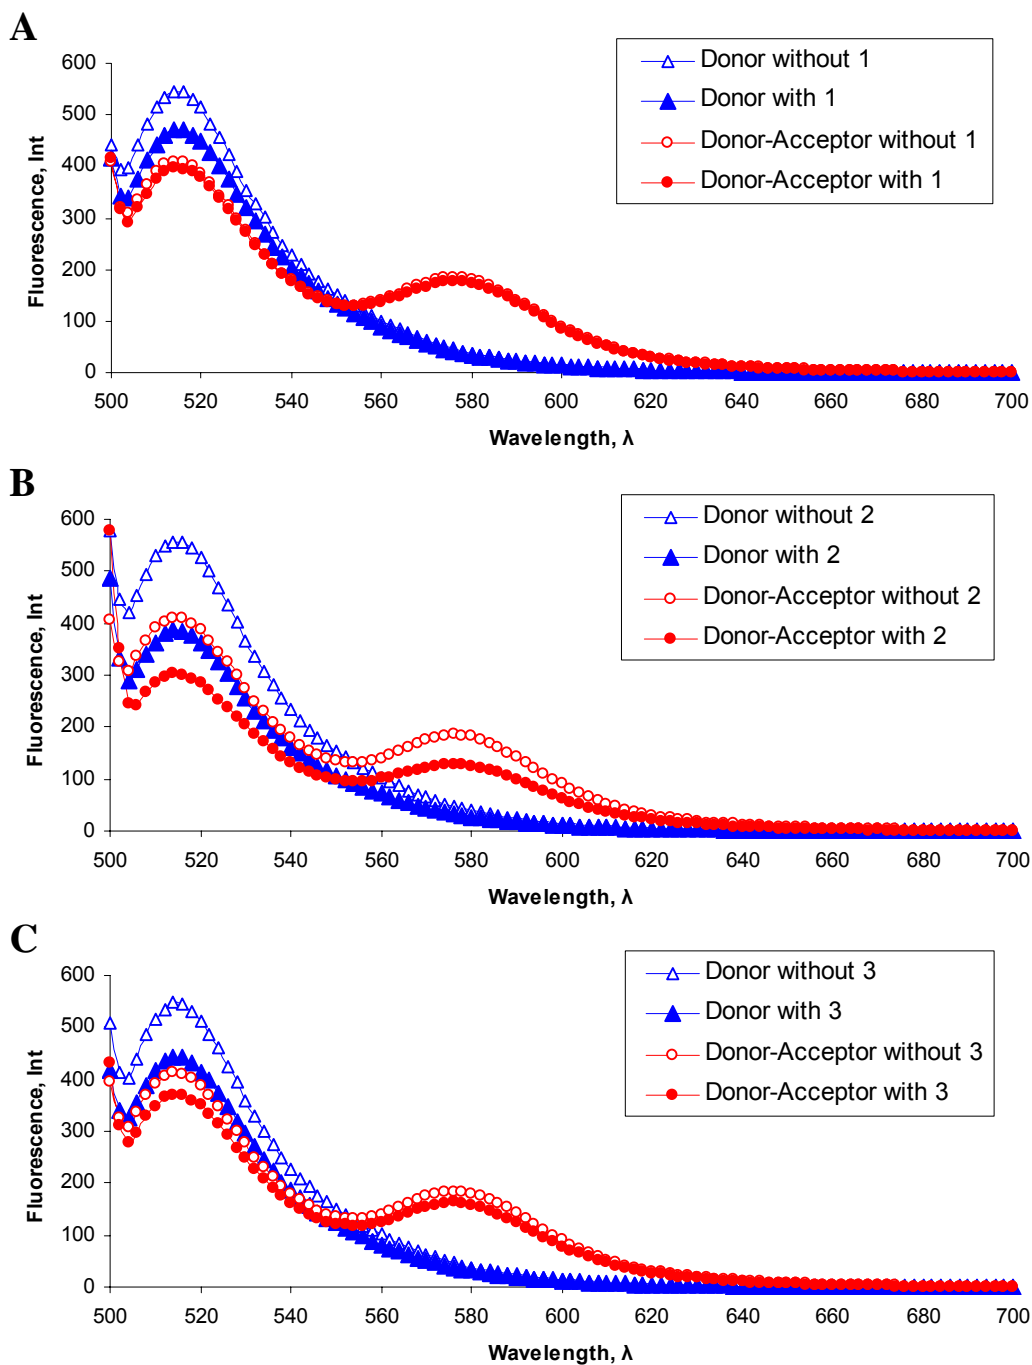 A
Donor without 1
Donor with 1
Donor-Acceptor without 1
Donor-Acceptor with 1
Fluorescence, Int
600
500
400
300
200
100
0
500 520 540 560 580 600 620 640 660 680 700
Wavelength, λ
B
Donor without 2
Donor with 2
Donor-Acceptor without 2
Donor-Acceptor with 2
Fluorescence, Int
600
500
400
300
200
100
0
500 520 540 560 580 600 620 640 660 680 700
Wavelength, λ
C
Donor without 3
Donor with 3
Donor-Acceptor without 3
Donor-Acceptor with 3
Fluorescence, Int
600
500
400
300
200
100
0
500 520 540 560 580 600 620 640 660 680 700
Wavelength, λ